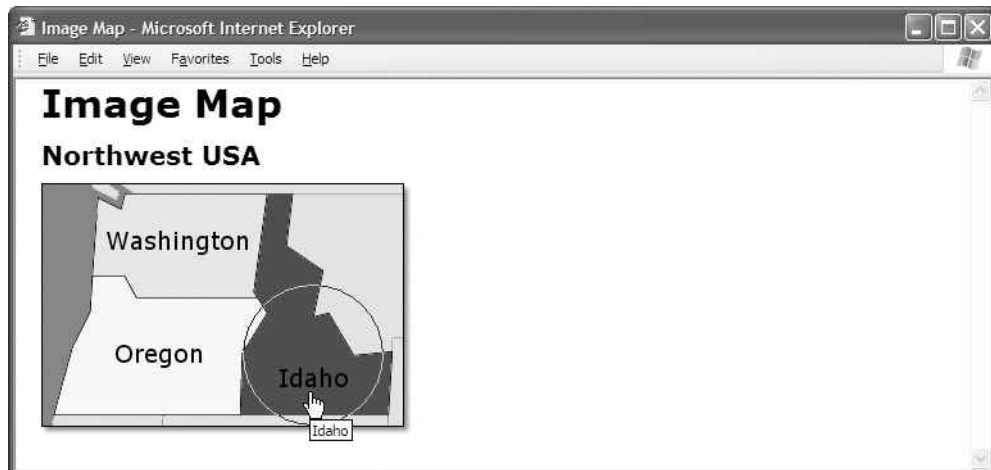 Image Map - Microsoft Internet Explorer
File Edit View Favorites Tools Help
Image Map
Northwest USA
Washington
Oregon
Idaho
Idaho